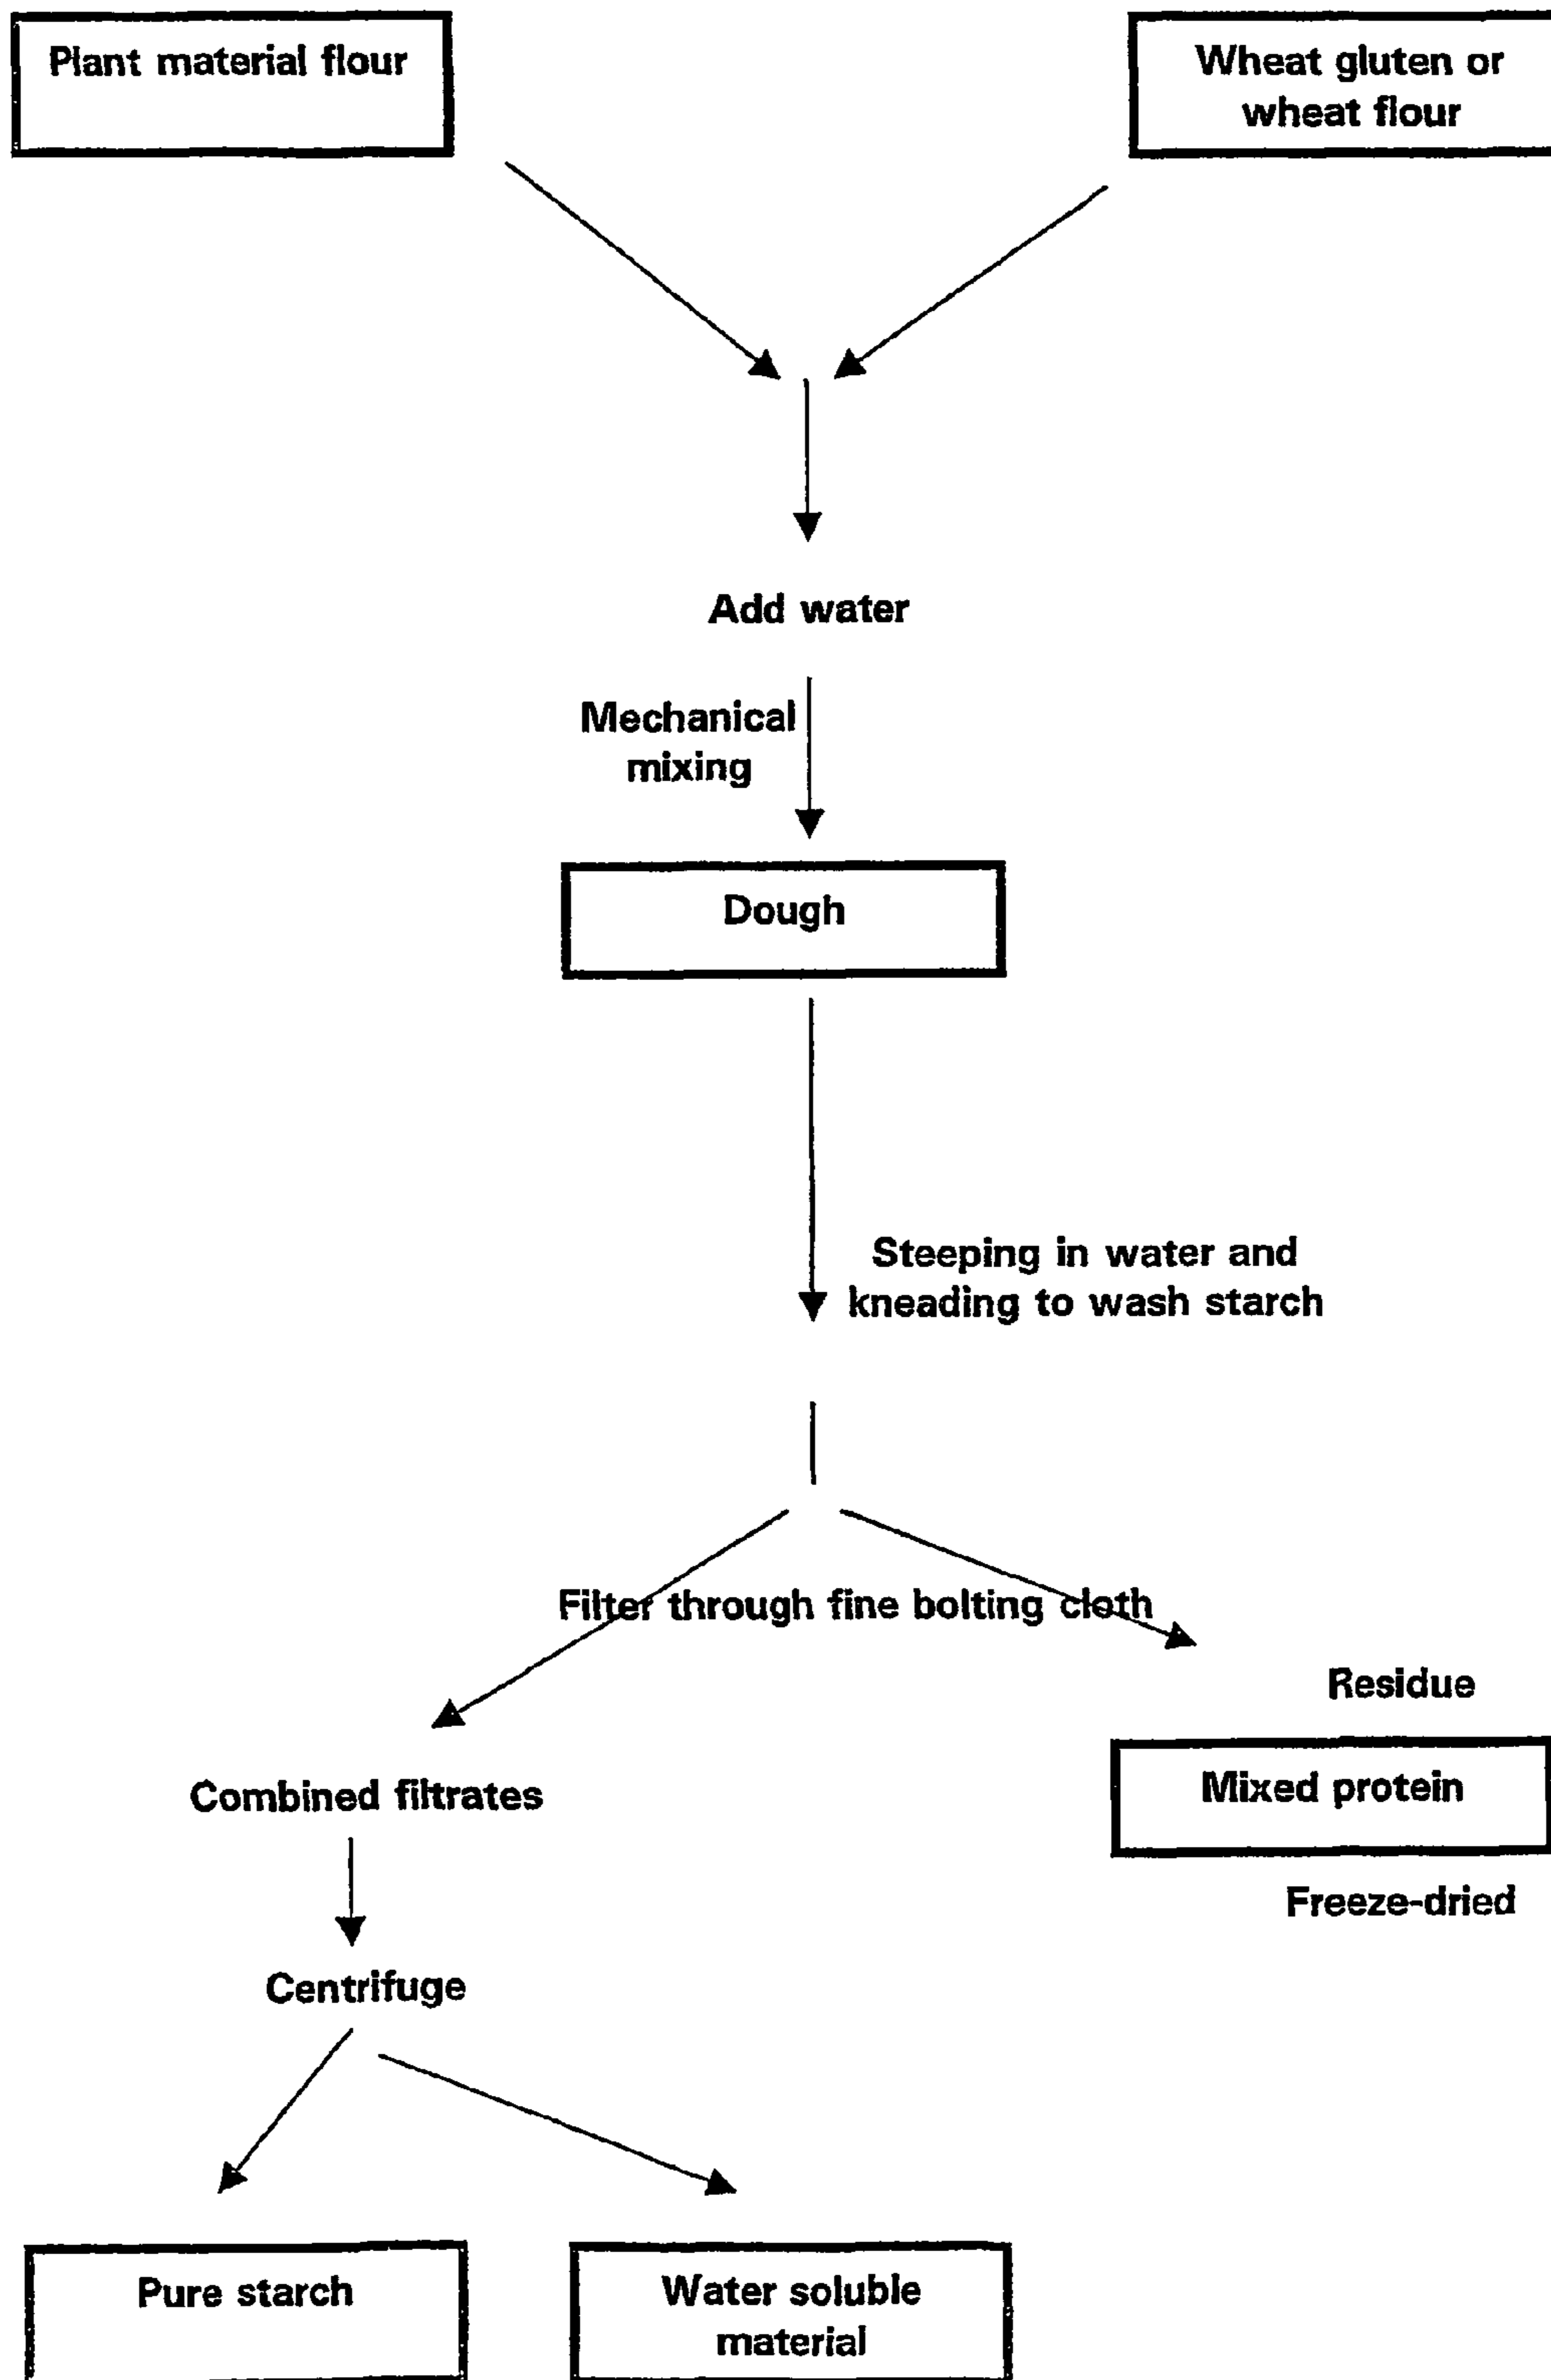 Plant material flour
Wheat gluten or
wheat flour
Add water
Mechanical
mixing
Dough
Steeping in water and
kneading to wash starch
Filter through fine bolting cloth
Residue
Combined filtrates
Mixed protein
Freeze-dried
Centrifuge
Pure starch
Water soluble
material